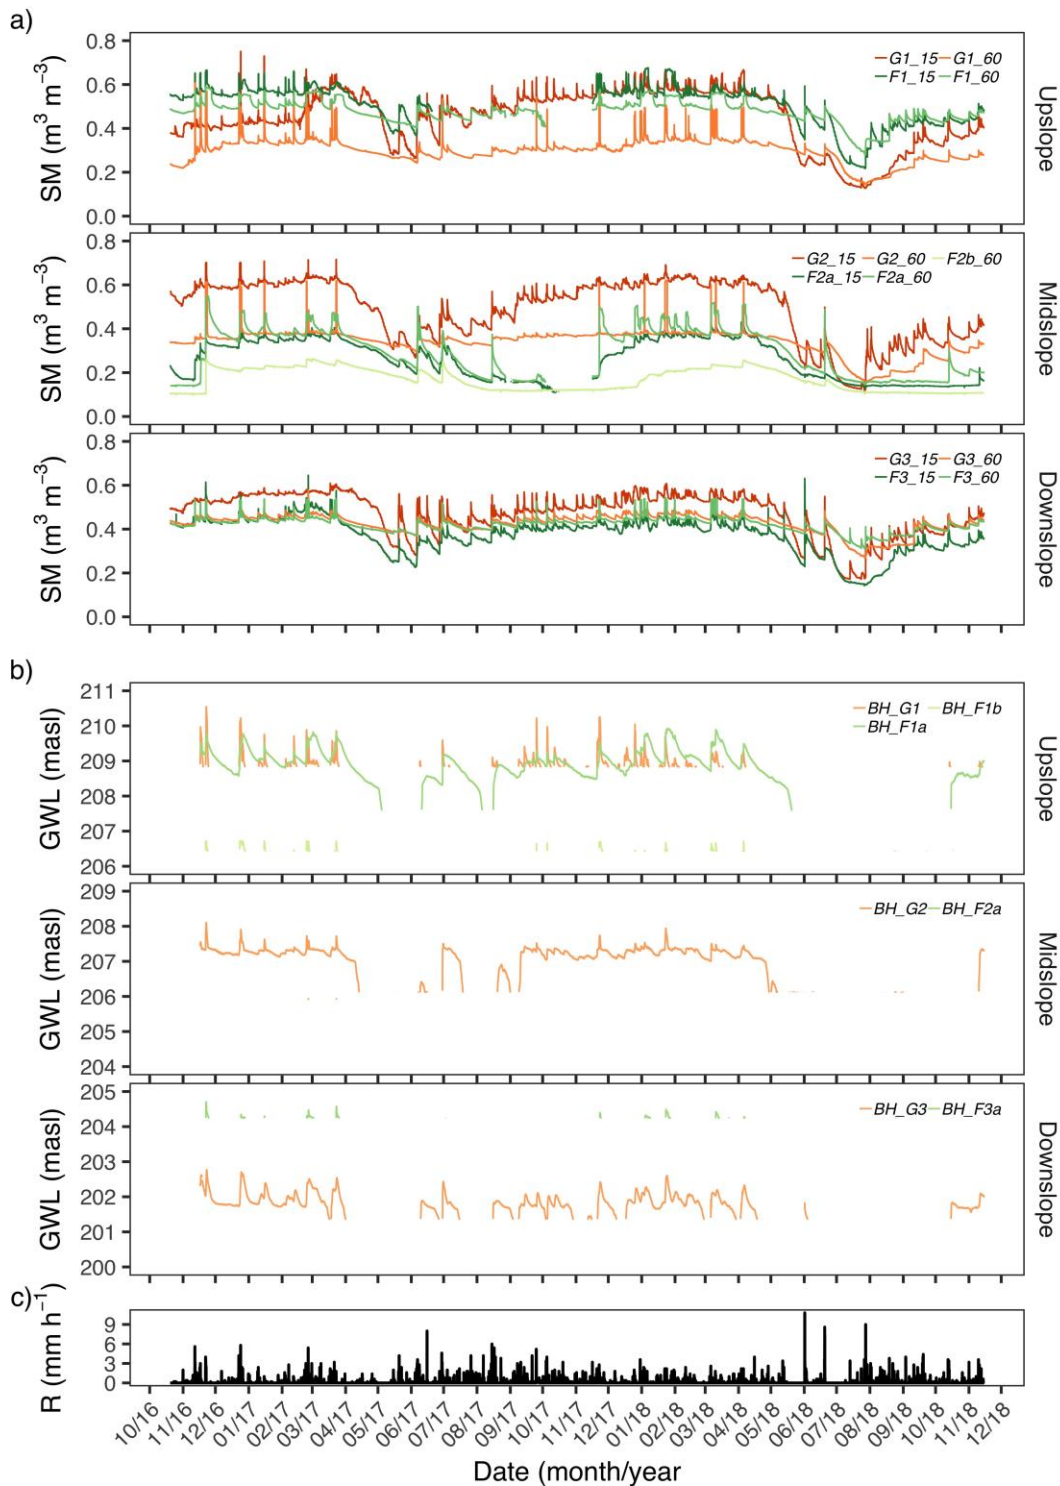 a)
0.8
0.6
0.4
0.2
0.0
SM (m³ m⁻³)
G1_15 G1_60
F1_15 F1_60
Upslope
0.8
0.6
0.4
0.2
0.0
SM (m³ m⁻³)
G2_15 G2_60 F2b_60
F2a_15 F2a_60
Midslope
0.8
0.6
0.4
0.2
0.0
SM (m³ m⁻³)
G3_15 G3_60
F3_15 F3_60
Downslope
b)
211
210
209
208
207
206
GWL (masl)
BH_G1 BH_F1b
BH_F1a
Upslope
209
208
207
206
205
204
GWL (masl)
BH_G2 BH_F2a
Midslope
205
204
203
202
201
200
GWL (masl)
BH_G3 BH_F3a
Downslope
c)
9
6
3
0
R (mm h⁻¹)
10/16 11/16 12/16 01/17 02/17 03/17 04/17 05/17 06/17 07/17 08/17 09/17 10/17 11/17 12/17 01/18 02/18 03/18 04/18 05/18 06/18 07/18 08/18 09/18 10/18 11/18 12/18
Date (month/year